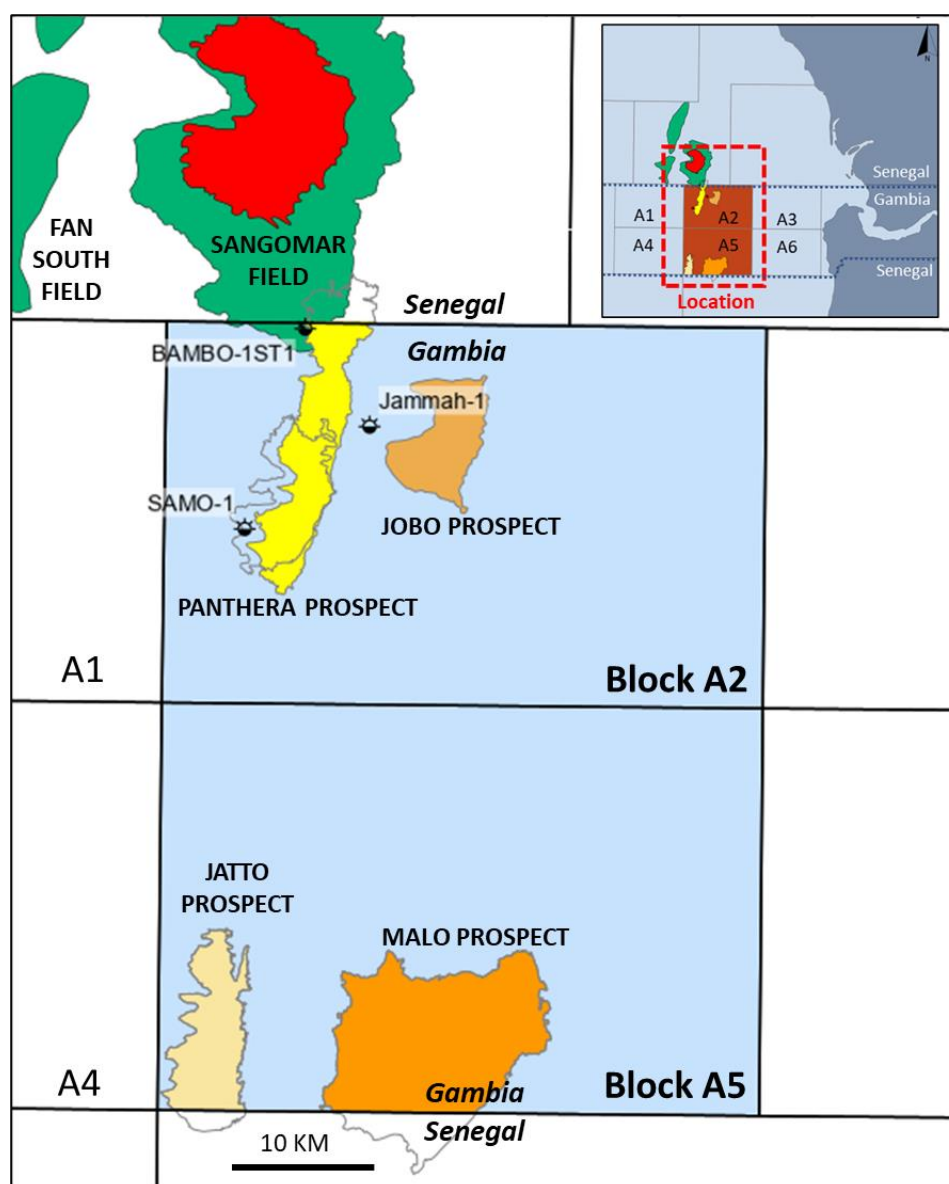 N
Senegal
Gambia
A1
A2
A3
A4
A5
A6
Senegal
Location
FAN
SOUTH
FIELD
SANGOMAR
FIELD
Senegal
BAMBO-1ST1
Gambia
Jammah-1
SAMO-1
JOBO PROSPECT
PANTHERA PROSPECT
A1
Block A2
JATTO
PROSPECT
MALO PROSPECT
A4
Gambia
Block A5
Senegal
10 KM